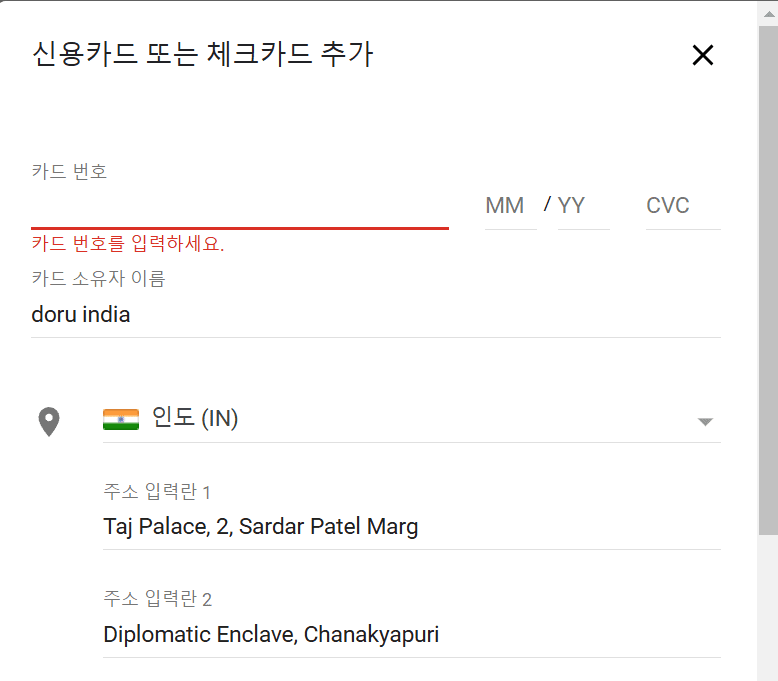 신용카드 또는 체크카드 추가
카드 번호
MM / YY CVC
카드 번호를 입력하세요.
카드 소유자 이름
doru india
인도 (IN)
주소 입력란 1
Taj Palace, 2, Sardar Patel Marg
주소 입력란 2
Diplomatic Enclave, Chanakyapuri